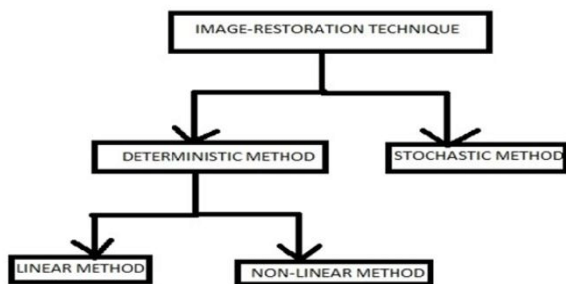 IMAGE-RESTORATION TECHNIQUE
DETERMINISTIC METHOD
STOCHASTIC METHOD
LINEAR METHOD
NON-LINEAR METHOD